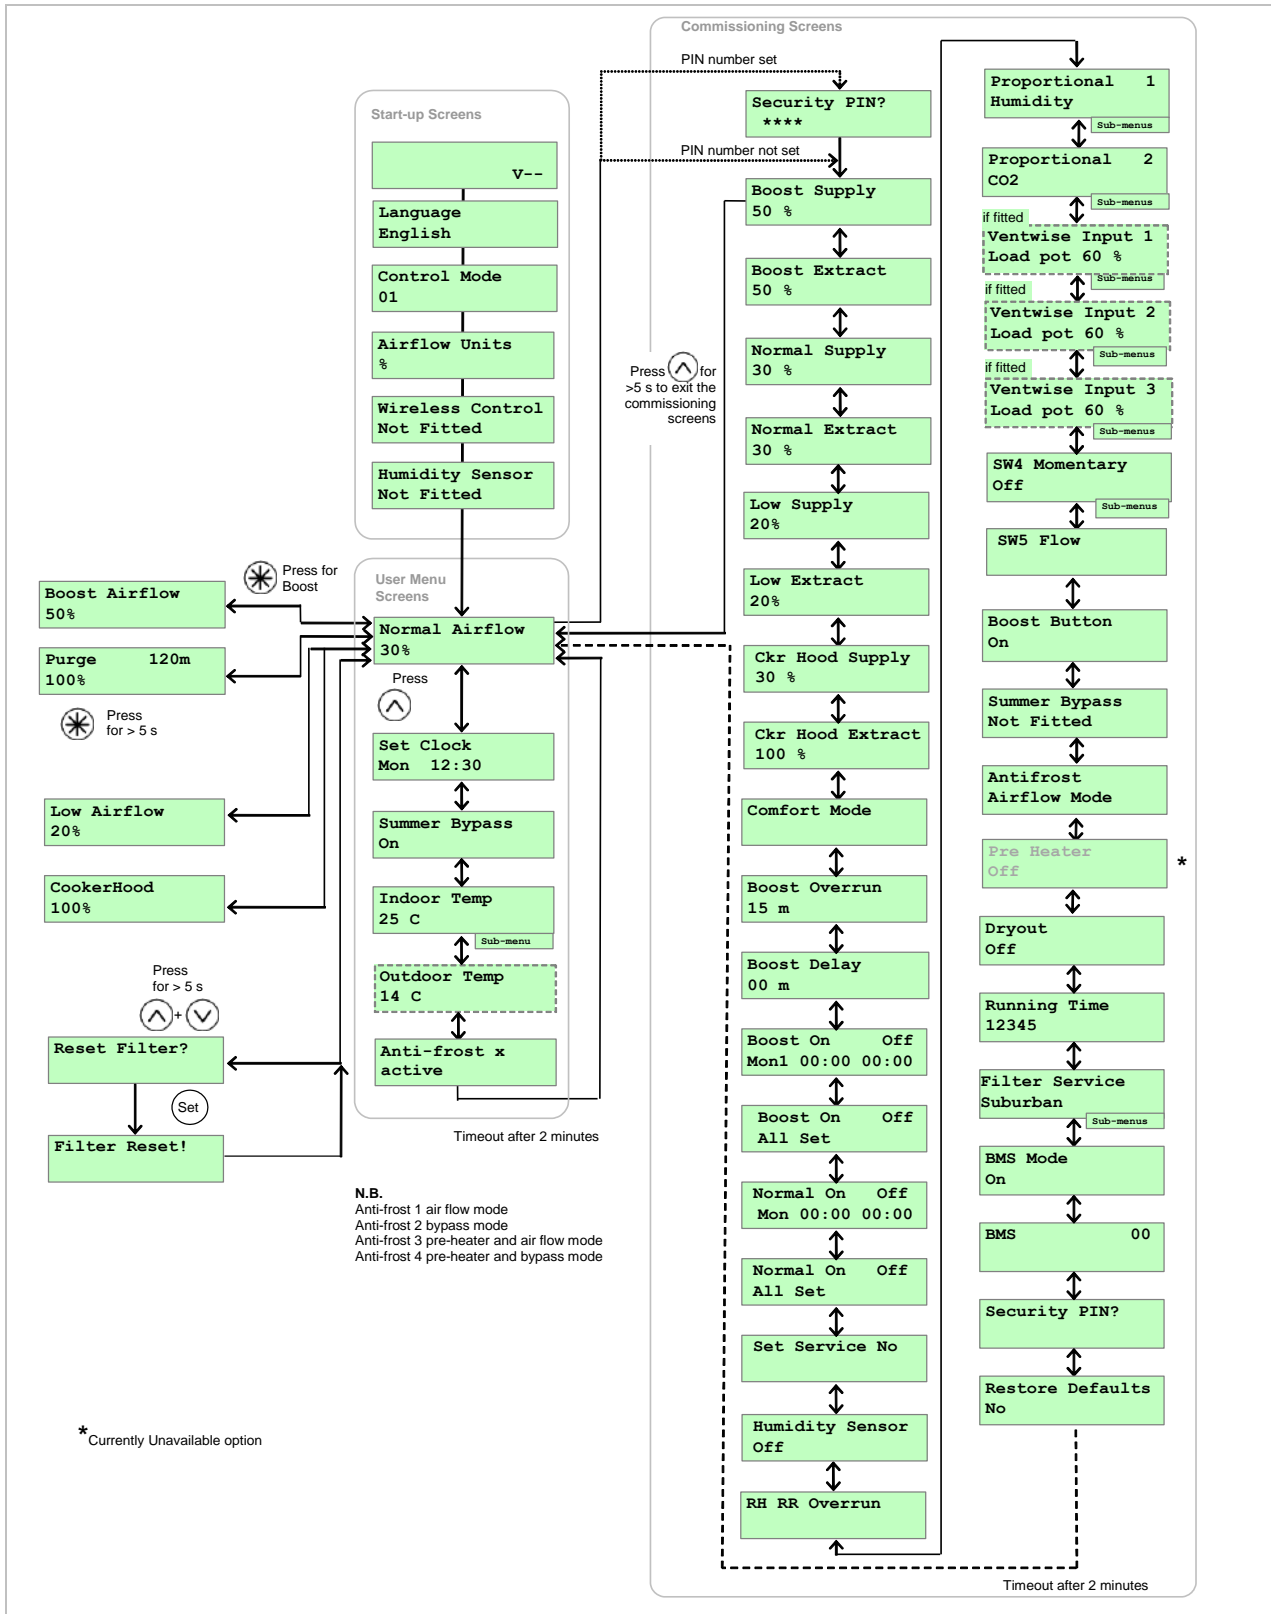 Commissioning Screens
PIN number set
Security PIN?
****
PIN number not set
Start-up Screens
V--
Language
English
Control Mode
01
Airflow Units
%
Wireless Control
Not Fitted
Humidity Sensor
Not Fitted
User Menu
Screens
Normal Airflow
30%
Press
Set Clock
Mon 12:30
Summer Bypass
On
Indoor Temp
25 C
Sub-menu
Outdoor Temp
14 C
Anti-frost x
active
Timeout after 2 minutes
Press for
Boost
Boost Airflow
50%
Purge 120m
100%
Press
for > 5 s
Low Airflow
20%
CookerHood
100%
Press
for > 5 s
+
Reset Filter?
Set
Filter Reset!
N.B.
Anti-frost 1 air flow mode
Anti-frost 2 bypass mode
Anti-frost 3 pre-heater and air flow mode
Anti-frost 4 pre-heater and bypass mode
*Currently Unavailable option
Press for
>5 s to exit the
commissioning
screens
Boost Supply
50 %
Boost Extract
50 %
Normal Supply
30 %
Normal Extract
30 %
Low Supply
20%
Low Extract
20%
Ckr Hood Supply
30 %
Ckr Hood Extract
100 %
Comfort Mode
Boost Overrun
15 m
Boost Delay
00 m
Boost On Off
Mon1 00:00 00:00
Boost On Off
All Set
Normal On Off
Mon 00:00 00:00
Normal On Off
All Set
Set Service No
Humidity Sensor
Off
RH RR Overrun
Proportional 1
Humidity
Sub-menus
Proportional 2
CO2
Sub-menus
if fitted
Ventwise Input 1
Load pot 60 %
Sub-menus
if fitted
Ventwise Input 2
Load pot 60 %
Sub-menus
if fitted
Ventwise Input 3
Load pot 60 %
Sub-menus
SW4 Momentary
Off
Sub-menus
SW5 Flow
Boost Button
On
Summer Bypass
Not Fitted
Antifrost
Airflow Mode
Pre Heater
Off
*
Dryout
Off
Running Time
12345
Filter Service
Suburban
Sub-menus
BMS Mode
On
BMS 00
Security PIN?
Restore Defaults
No
Timeout after 2 minutes